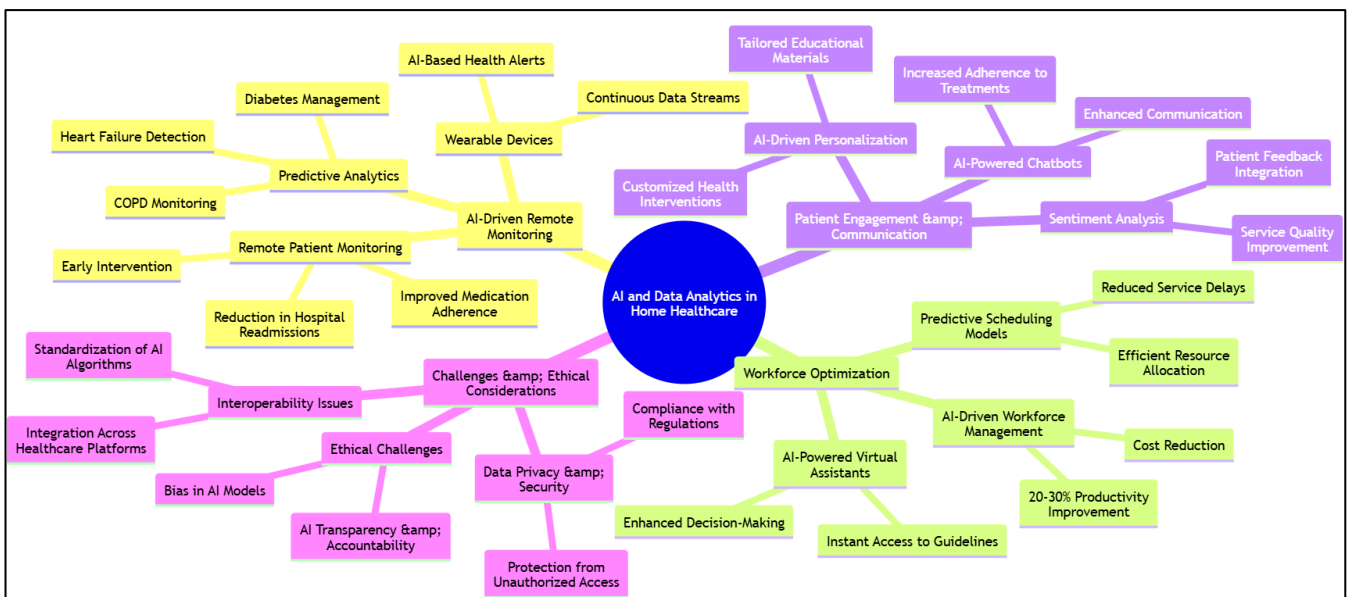 AI and Data Analytics in
Home Healthcare
AI-Driven Remote
Monitoring
Wearable Devices
AI-Based Health Alerts
Continuous Data Streams
Predictive Analytics
Diabetes Management
Heart Failure Detection
COPD Monitoring
Remote Patient Monitoring
Early Intervention
Reduction in Hospital
Readmissions
Improved Medication
Adherence
Patient Engagement &amp;
Communication
AI-Driven Personalization
Tailored Educational
Materials
Customized Health
Interventions
AI-Powered Chatbots
Increased Adherence to
Treatments
Enhanced Communication
Sentiment Analysis
Patient Feedback
Integration
Service Quality
Improvement
Workforce Optimization
Predictive Scheduling
Models
Reduced Service Delays
Efficient Resource
Allocation
AI-Driven Workforce
Management
Cost Reduction
20-30% Productivity
Improvement
AI-Powered Virtual
Assistants
Enhanced Decision-Making
Instant Access to Guidelines
Challenges &amp; Ethical
Considerations
Interoperability Issues
Standardization of AI
Algorithms
Integration Across
Healthcare Platforms
Ethical Challenges
Bias in AI Models
AI Transparency &amp;
Accountability
Data Privacy &amp;
Security
Compliance with
Regulations
Protection from
Unauthorized Access